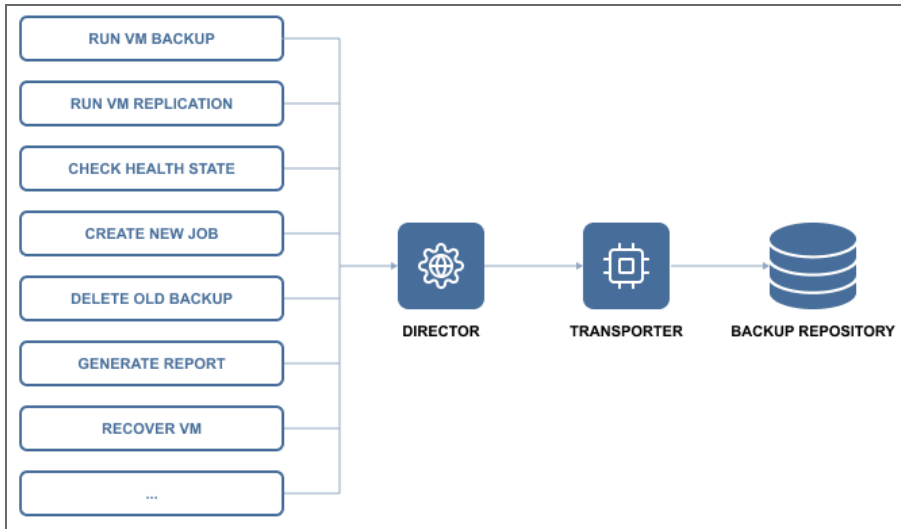 RUN VM BACKUP
RUN VM REPLICATION
CHECK HEALTH STATE
CREATE NEW JOB
DELETE OLD BACKUP
GENERATE REPORT
RECOVER VM
...
DIRECTOR
TRANSPORTER
BACKUP REPOSITORY